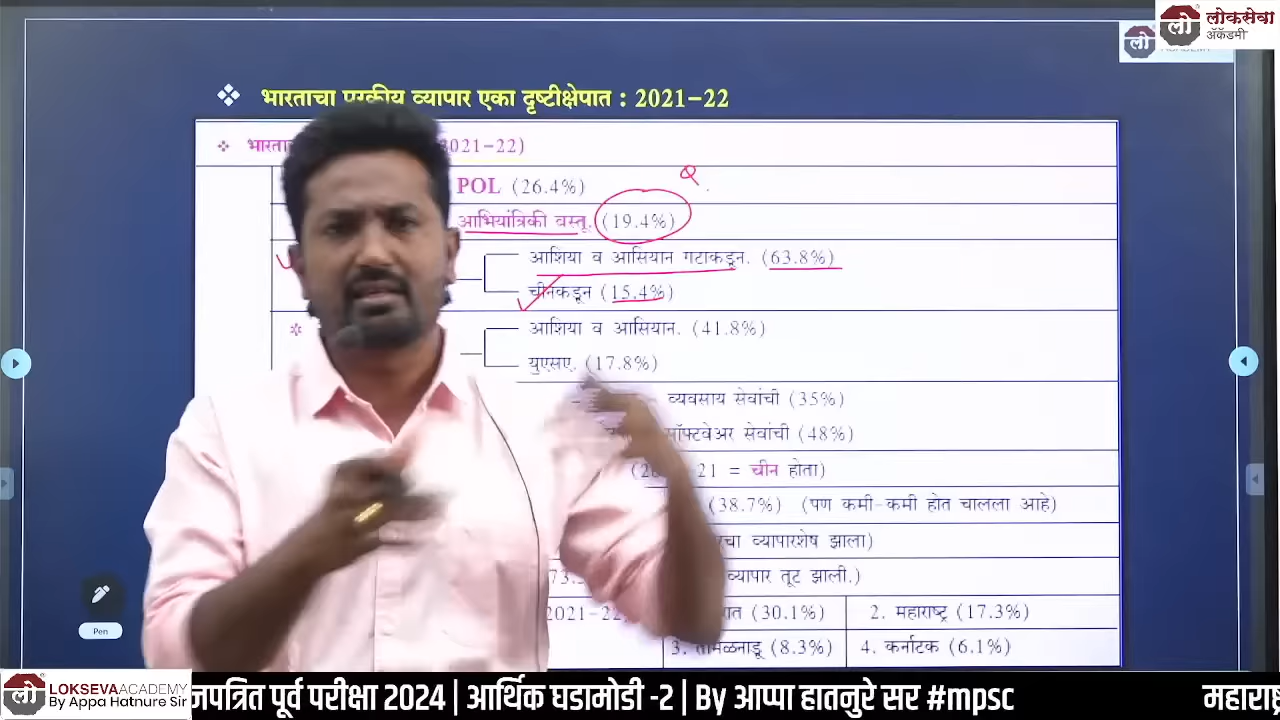 लोकसेवा
अ‍ॅकॅडमी
भारताचा परकीय व्यापार एका दृष्टीक्षेपात : 2021-22
2021-22)
POL (26.4%)
आभियांत्रिकी वस्तू. (19.4%)
आशिया व आसियान गटाकडून. (63.8%)
चीनकडून (15.4%)
आशिया व आसियान. (41.8%)
युएसए. (17.8%)
व्यवसाय सेवांची (35%)
सॉफ्टवेअर सेवांची (48%)
21 = चीन होता)
(38.7%) (पण कमी-कमी होत चालला आहे)
व्यापारशेष झाला)
व्यापार तूट झाली.)
2021-22 (30.1%) 2. महाराष्ट्र (17.3%)
3. तामिळनाडू (8.3%) 4. कर्नाटक (6.1%)
Pen
LOKSEVA ACADEMY
By Appa Hatnure Sir
पूर्व परीक्षा 2024 | आर्थिक घडामोडी -2 | By आप्पा हातनुरे सर #mpsc